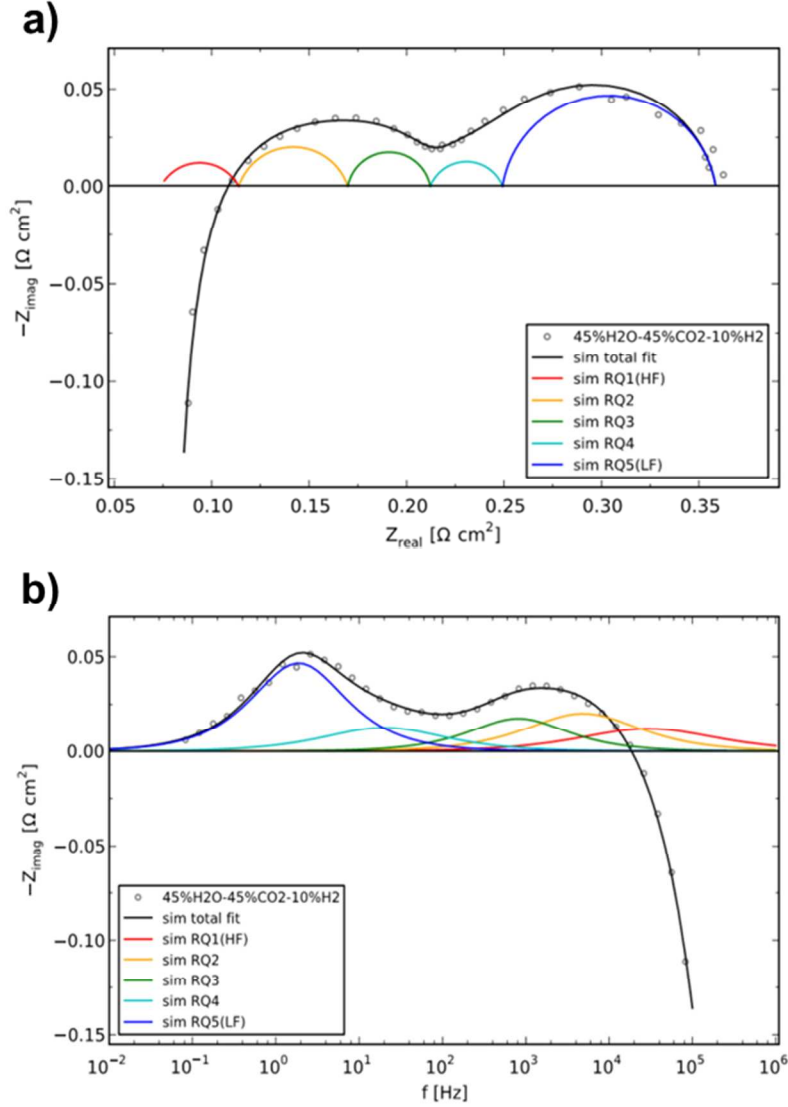 a)
0.05
0.00
−0.05
−0.10
−0.15
−Z_imag [Ω cm²]
45%H2O-45%CO2-10%H2
sim total fit
sim RQ1(HF)
sim RQ2
sim RQ3
sim RQ4
sim RQ5(LF)
0.05 0.10 0.15 0.20 0.25 0.30 0.35
Z_real [Ω cm²]
b)
0.05
0.00
−0.05
−0.10
−0.15
−Z_imag [Ω cm²]
45%H2O-45%CO2-10%H2
sim total fit
sim RQ1(HF)
sim RQ2
sim RQ3
sim RQ4
sim RQ5(LF)
10⁻² 10⁻¹ 10⁰ 10¹ 10² 10³ 10⁴ 10⁵ 10⁶
f [Hz]